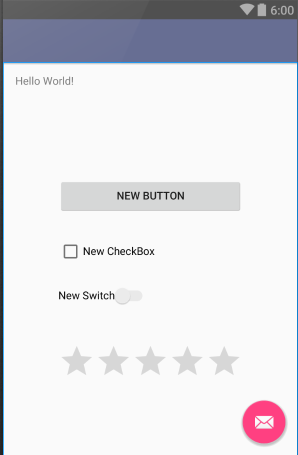 6:00
Hello World!
NEW BUTTON
New CheckBox
New Switch